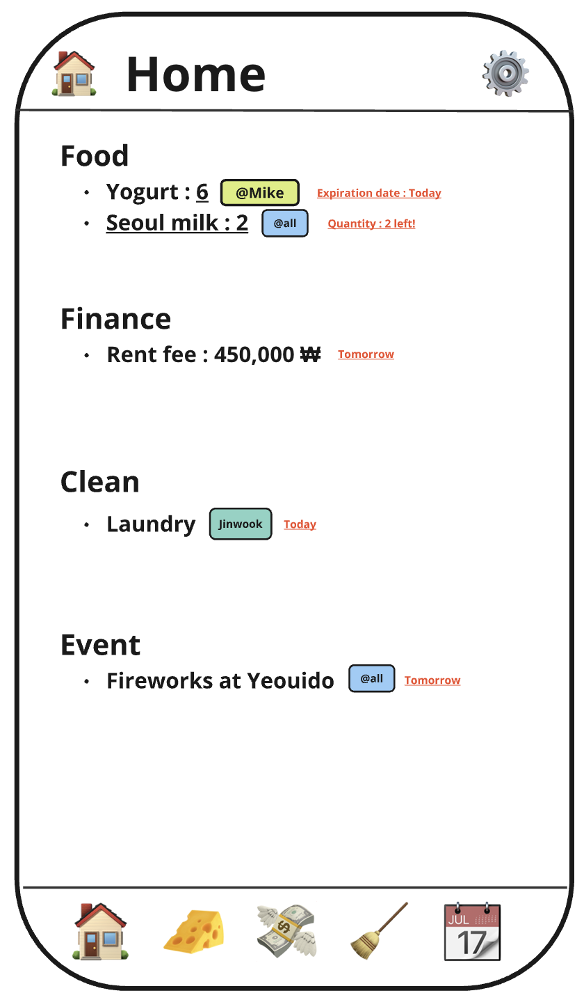 Home
Food
• Yogurt : 6 @Mike Expiration date : Today
• Seoul milk : 2 @all Quantity : 2 left!
Finance
• Rent fee : 450,000 ₩ Tomorrow
Clean
• Laundry Jinwook Today
Event
• Fireworks at Yeouido @all Tomorrow
JUL
17